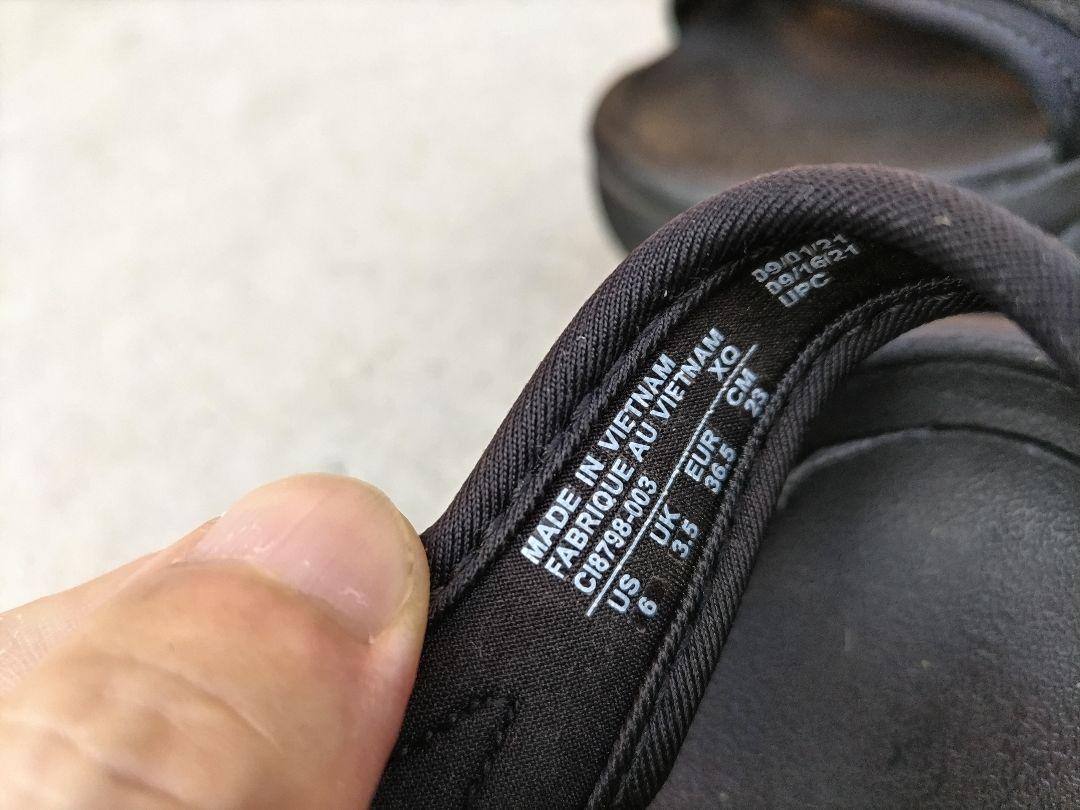 MADE IN VIETNAM
FABRIQUE AU VIETNAM
CI8798-003 XO
US UK EUR CM
6 3.5 36.5 23
09/01/21
09/16/21
UPC